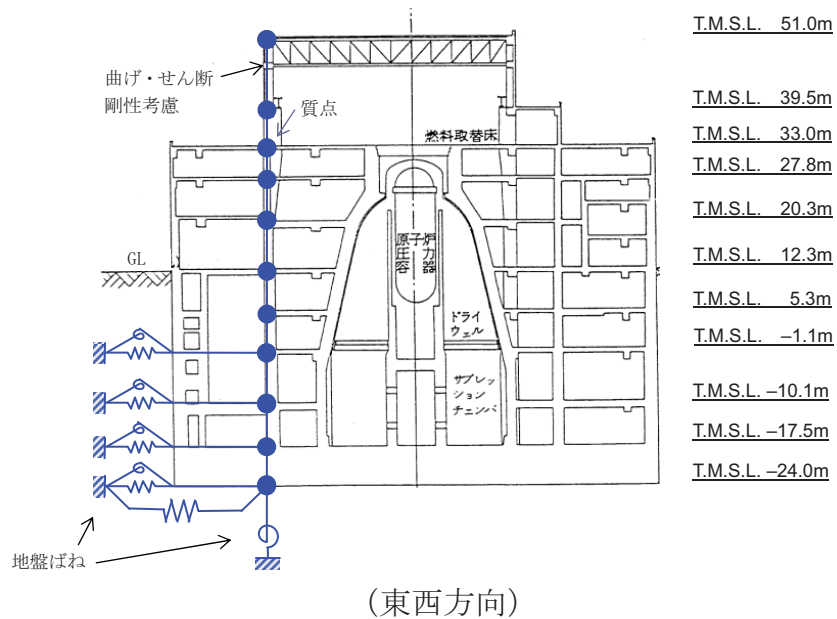 T.M.S.L. 51.0m
曲げ・せん断
剛性考慮
質点
T.M.S.L. 39.5m
燃料取替床
T.M.S.L. 33.0m
T.M.S.L. 27.8m
T.M.S.L. 20.3m
原子炉
圧力容器
GL
T.M.S.L. 12.3m
T.M.S.L. 5.3m
ドライ
ウェル
T.M.S.L. –1.1m
サプレッ
ション
チェンバ
T.M.S.L. –10.1m
T.M.S.L. –17.5m
T.M.S.L. –24.0m
地盤ばね
(東西方向)